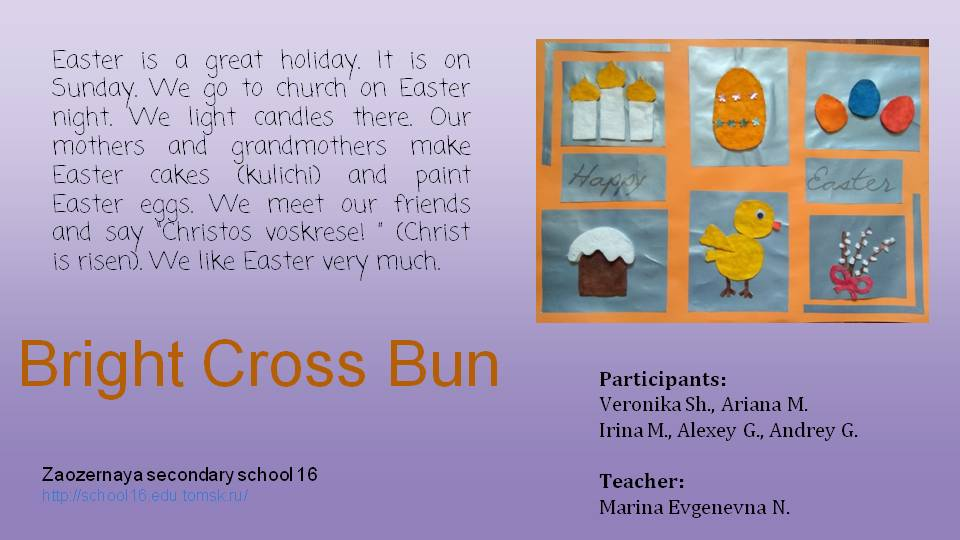 Easter is a great holiday. It is on
Sunday. We go to church on Easter
night. We light candles there. Our
mothers and grandmothers make
Easter cakes (kulichi) and paint
Easter eggs. We meet our friends
and say "Christos voskrese! " (Christ
is risen). We like Easter very much.
Happy
Easter
Bright Cross Bun
Participants:
Veronika Sh., Ariana M.
Irina M., Alexey G., Andrey G.
Teacher:
Marina Evgenevna N.
Zaozernaya secondary school 16
http://school16.edu.tomsk.ru/